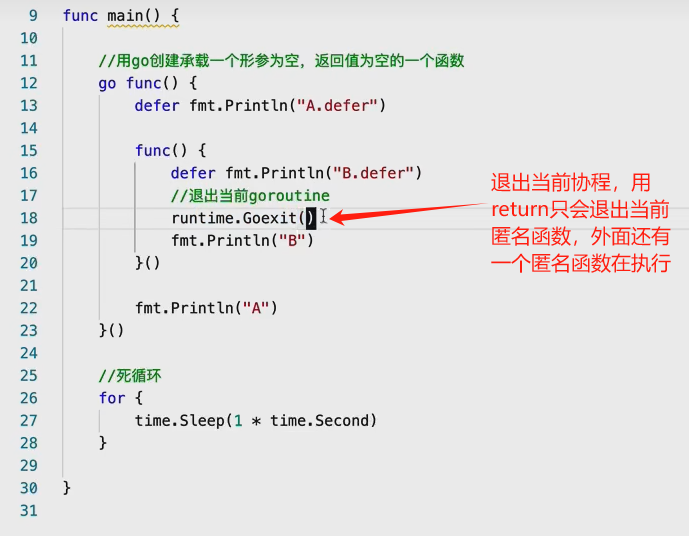 9 func main() {
10
11 //用go创建承载一个形参为空，返回值为空的一个函数
12 go func() {
13 defer fmt.Println("A.defer")
14
15 func() {
16 defer fmt.Println("B.defer")
17 //退出当前goroutine
18 runtime.Goexit()
19 fmt.Println("B")
20 }()
21
22 fmt.Println("A")
23 }()
24
25 //死循环
26 for {
27 time.Sleep(1 * time.Second)
28 }
29
30 }
31
退出当前协程，用
return只会退出当前
匿名函数，外面还有
一个匿名函数在执行